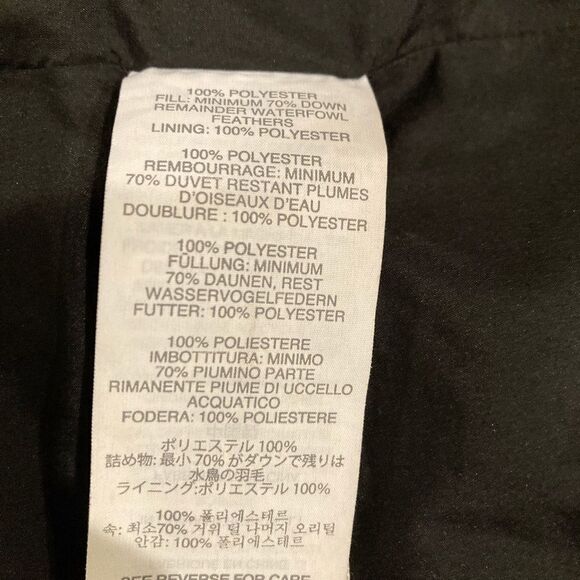 100% POLYESTER
FILL: MINIMUM 70% DOWN
REMAINDER WATERFOWL
FEATHERS
LINING: 100% POLYESTER
100% POLYESTER
REMBOURRAGE: MINIMUM
70% DUVET RESTANT PLUMES
D'OISEAUX D'EAU
DOUBLURE : 100% POLYESTER
100% POLYESTER
FÜLLUNG: MINIMUM
70% DAUNEN, REST
WASSERVOGELFEDERN
FUTTER: 100% POLYESTER
100% POLIESTERE
IMBOTTITURA: MINIMO
70% PIUMINO PARTE
RIMANENTE PIUME DI UCCELLO
ACQUATICO
FODERA: 100% POLIESTERE
ポリエステル 100%
詰め物: 最小 70% がダウンで残りは
水鳥の羽毛
ライニング:ポリエステル 100%
100% 폴리에스테르
속: 최소70% 거위 털 나머지 오리털
안감: 100% 폴리에스테르
SEE REVERSE FOR CARE